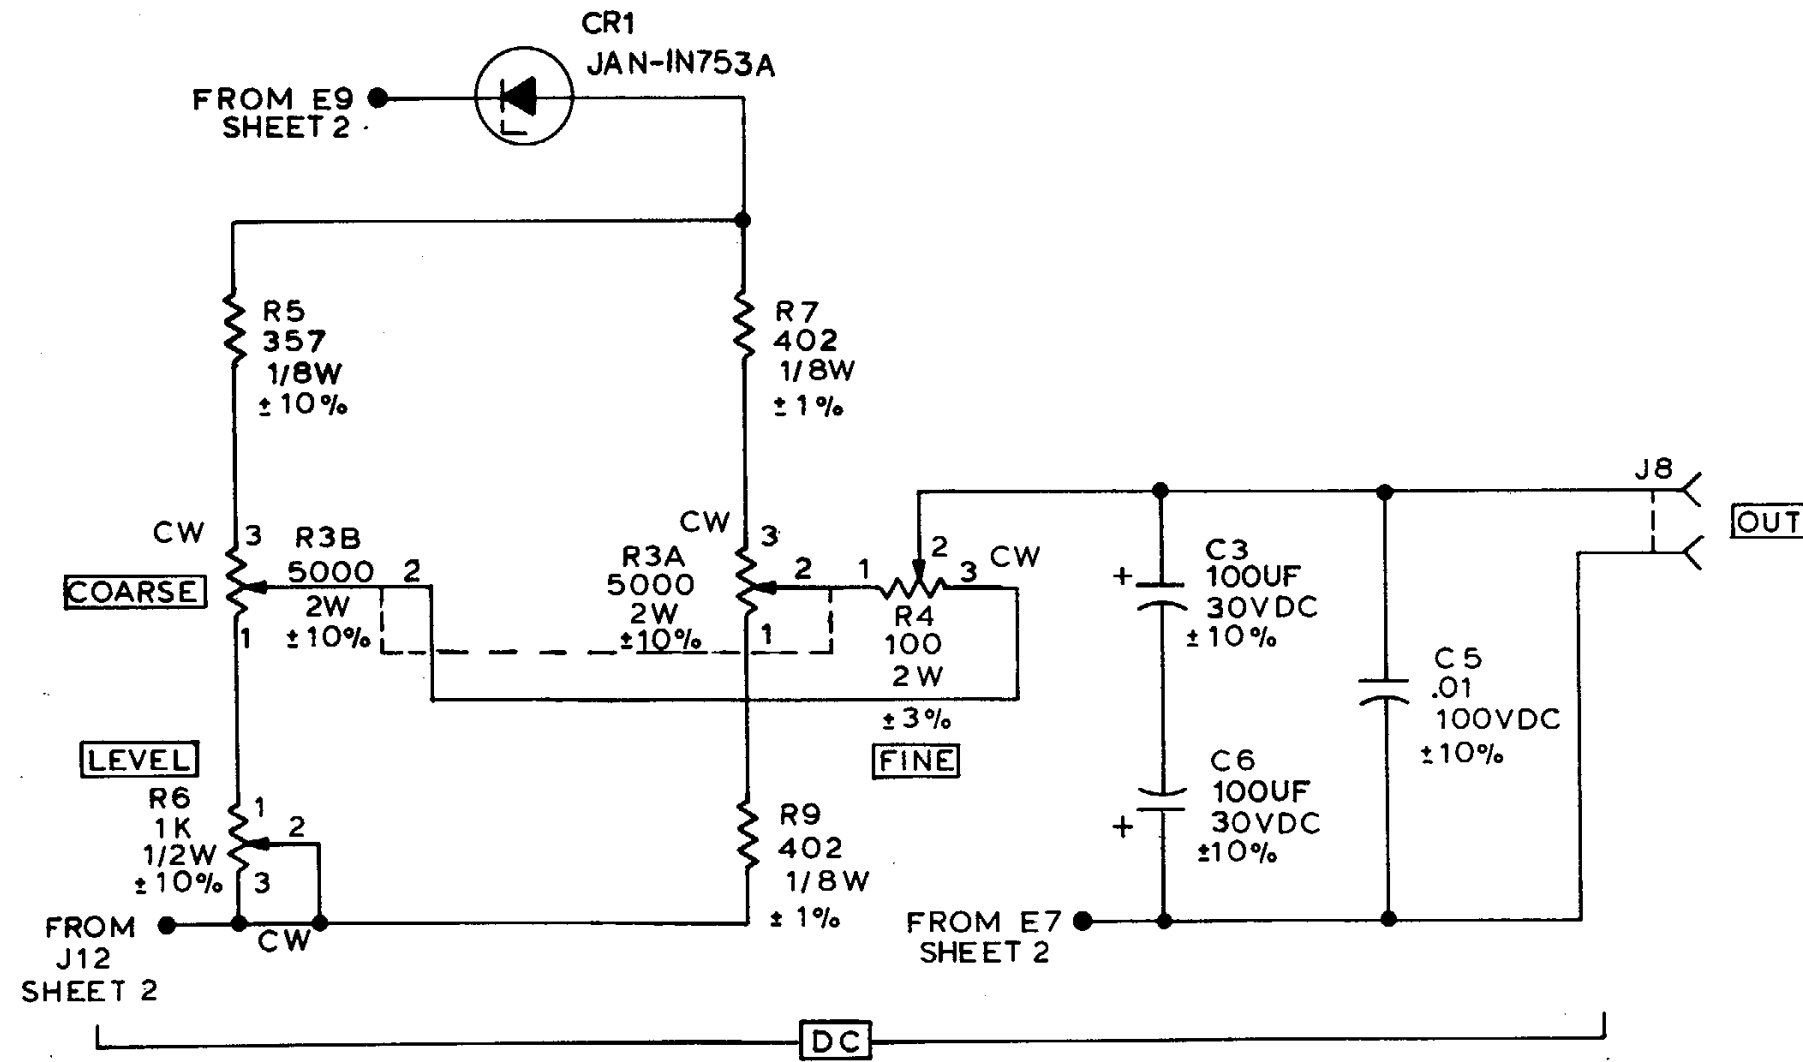 CR1
JAN-IN753A
FROM E9
SHEET 2
R5
357
1/8W
±10%
R7
402
1/8W
±1%
CW
3
R3B
5000
2
2W
±10%
1
COARSE
CW
3
R3A
5000
2
2W
±10%
1
1
2
3
CW
R4
100
2W
±3%
FINE
J8
OUT
+
C3
100UF
30VDC
±10%
C5
.01
100VDC
±10%
C6
100UF
+
30VDC
±10%
LEVEL
R6
1K
1/2W
±10%
1
2
3
CW
R9
402
1/8W
±1%
FROM
J12
SHEET 2
FROM E7
SHEET 2
DC